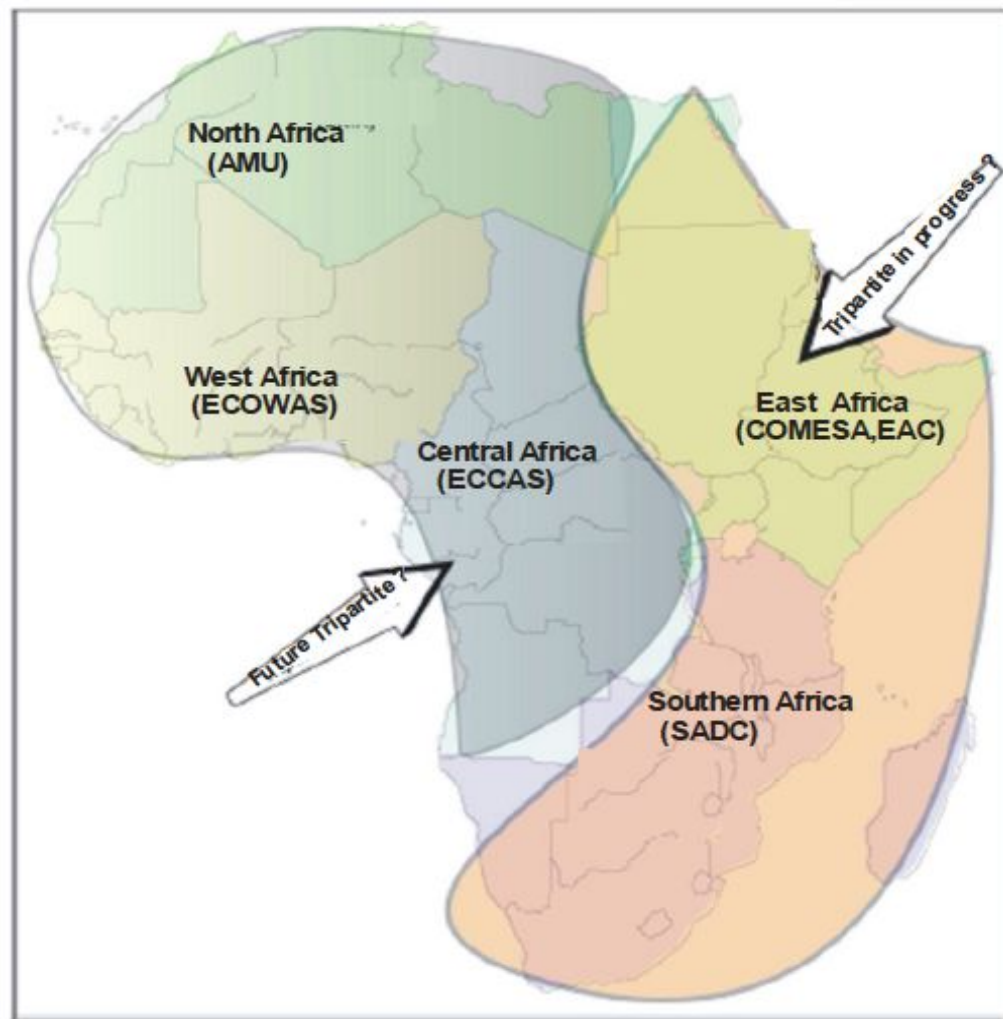 North Africa
(AMU)
Tripartite in progress ?
West Africa
(ECOWAS)
East Africa
(COMESA,EAC)
Central Africa
(ECCAS)
Future Tripartite ?
Southern Africa
(SADC)